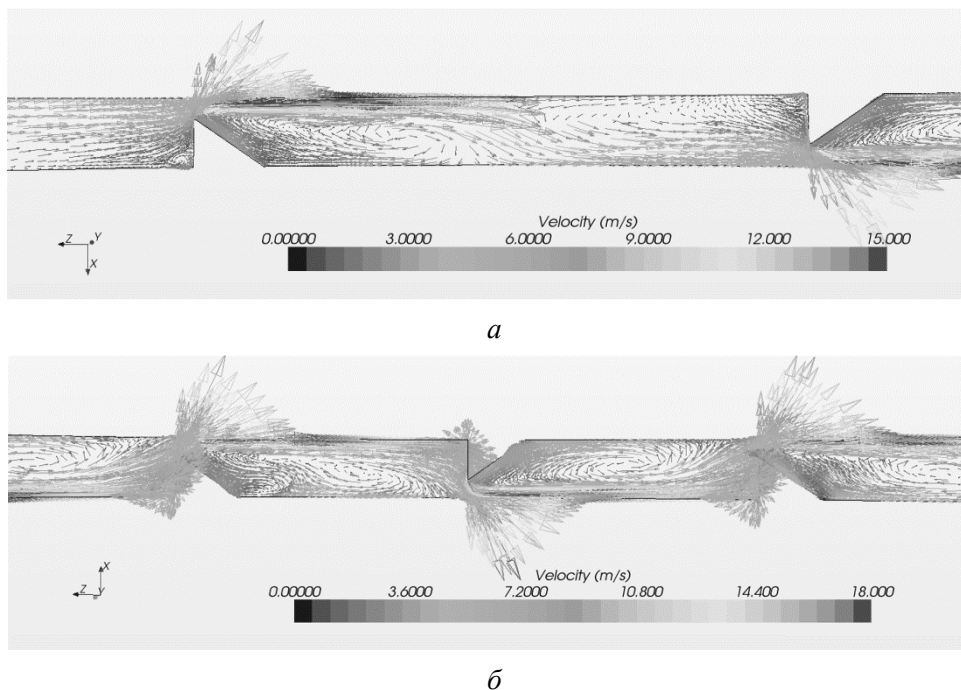 Z Y
X
Velocity (m/s)
0.00000 3.0000 6.0000 9.0000 12.000 15.000
а
X
Z Y
Velocity (m/s)
0.00000 3.6000 7.2000 10.800 14.400 18.000
б